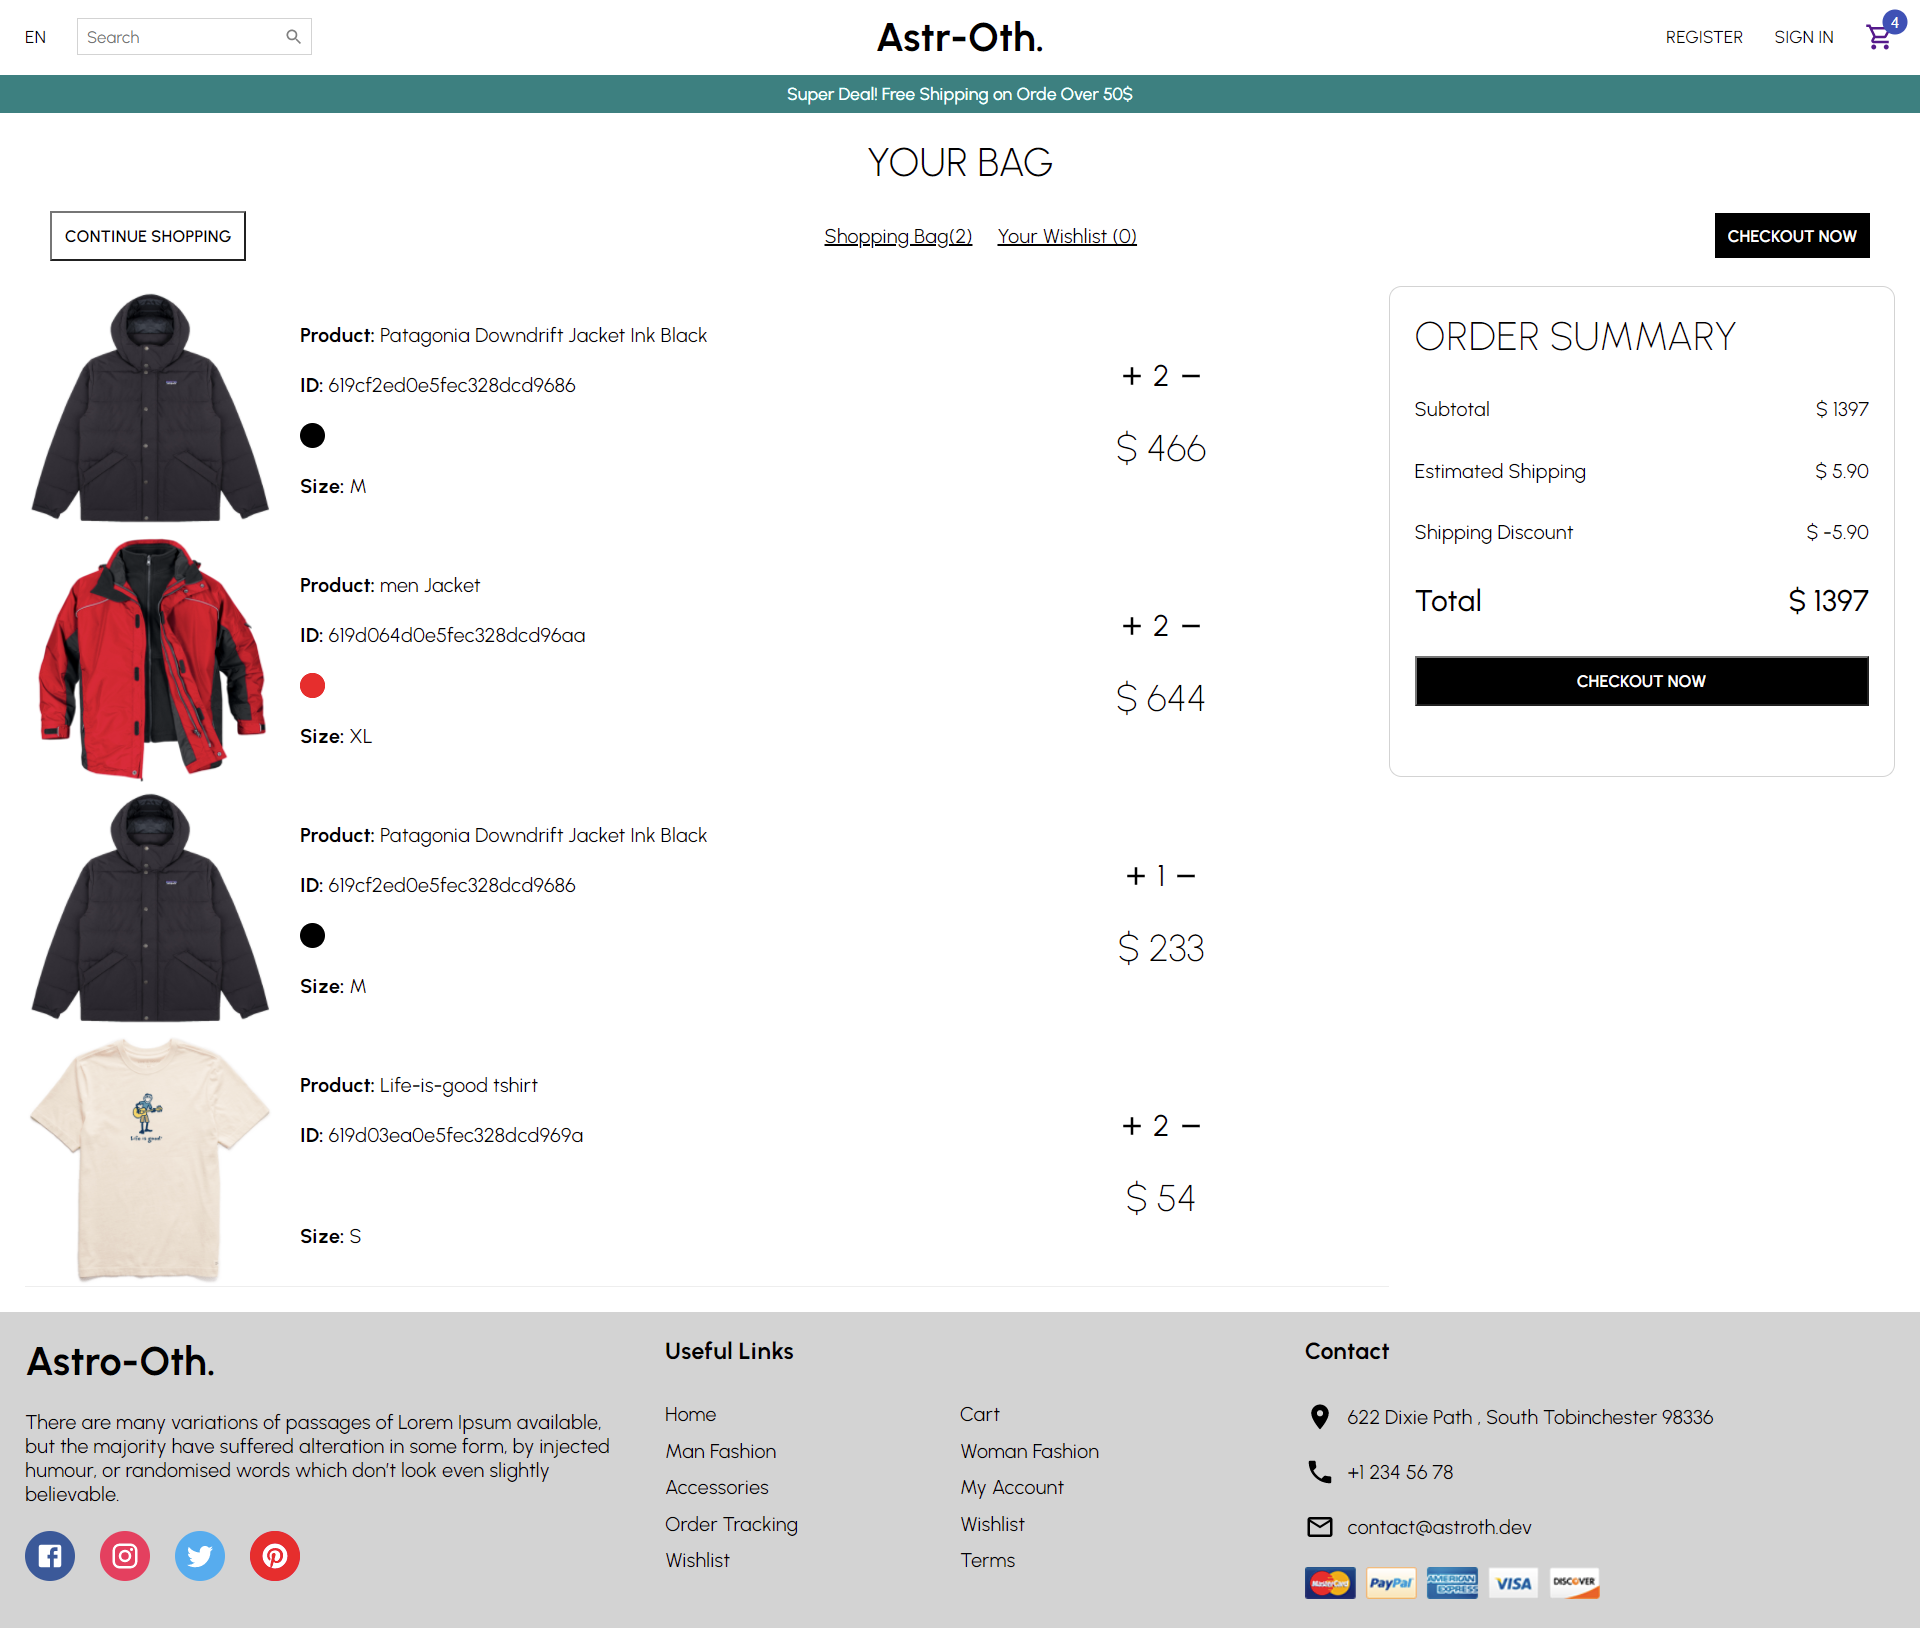 EN
Search
Astr-Oth.
REGISTER
SIGN IN
4
Super Deal! Free Shipping on Orde Over 50$
YOUR BAG
CONTINUE SHOPPING
Shopping Bag(2)
Your Wishlist (0)
CHECKOUT NOW
Product: Patagonia Downdrift Jacket Ink Black
ID: 619cf2ed0e5fec328dcd9686
Size: M
+ 2 −
$ 466
Product: men Jacket
ID: 619d064d0e5fec328dcd96aa
Size: XL
+ 2 −
$ 644
Product: Patagonia Downdrift Jacket Ink Black
ID: 619cf2ed0e5fec328dcd9686
Size: M
+ 1 −
$ 233
Life is good
Product: Life-is-good tshirt
ID: 619d03ea0e5fec328dcd969a
Size: S
+ 2 −
$ 54
ORDER SUMMARY
Subtotal $ 1397
Estimated Shipping $ 5.90
Shipping Discount $ -5.90
Total $ 1397
CHECKOUT NOW
Astro-Oth.
There are many variations of passages of Lorem Ipsum available,
but the majority have suffered alteration in some form, by injected
humour, or randomised words which don't look even slightly
believable.
Useful Links
Home
Cart
Man Fashion
Woman Fashion
Accessories
My Account
Order Tracking
Wishlist
Wishlist
Terms
Contact
622 Dixie Path , South Tobinchester 98336
+1 234 56 78
contact@astroth.dev
MasterCard
PayPal
AMERICAN EXPRESS
VISA
DISCOVER